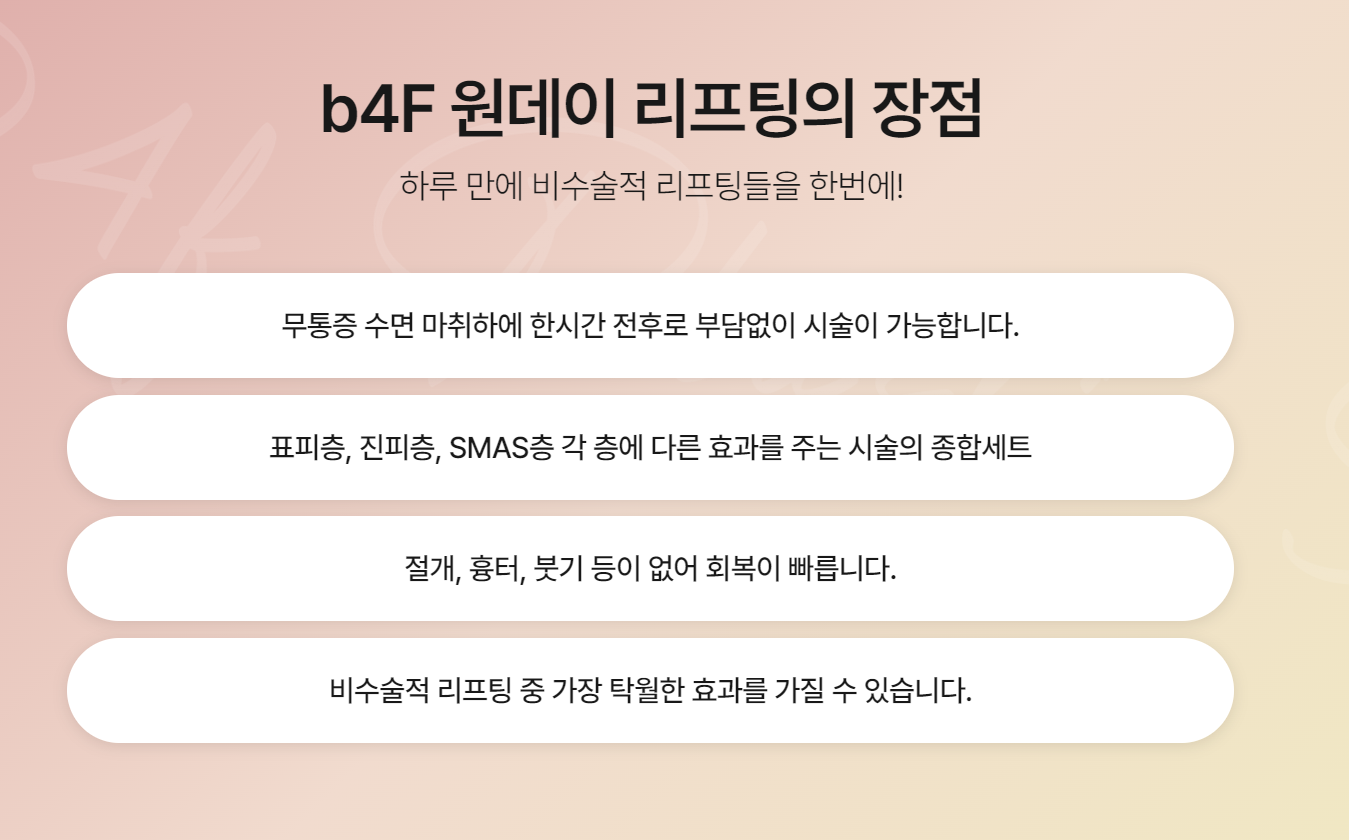 b4F 원데이 리프팅의 장점
하루 만에 비수술적 리프팅들을 한번에!
무통증 수면 마취하에 한시간 전후로 부담없이 시술이 가능합니다.
표피층, 진피층, SMAS층 각 층에 다른 효과를 주는 시술의 종합세트
절개, 흉터, 붓기 등이 없어 회복이 빠릅니다.
비수술적 리프팅 중 가장 탁월한 효과를 가질 수 있습니다.